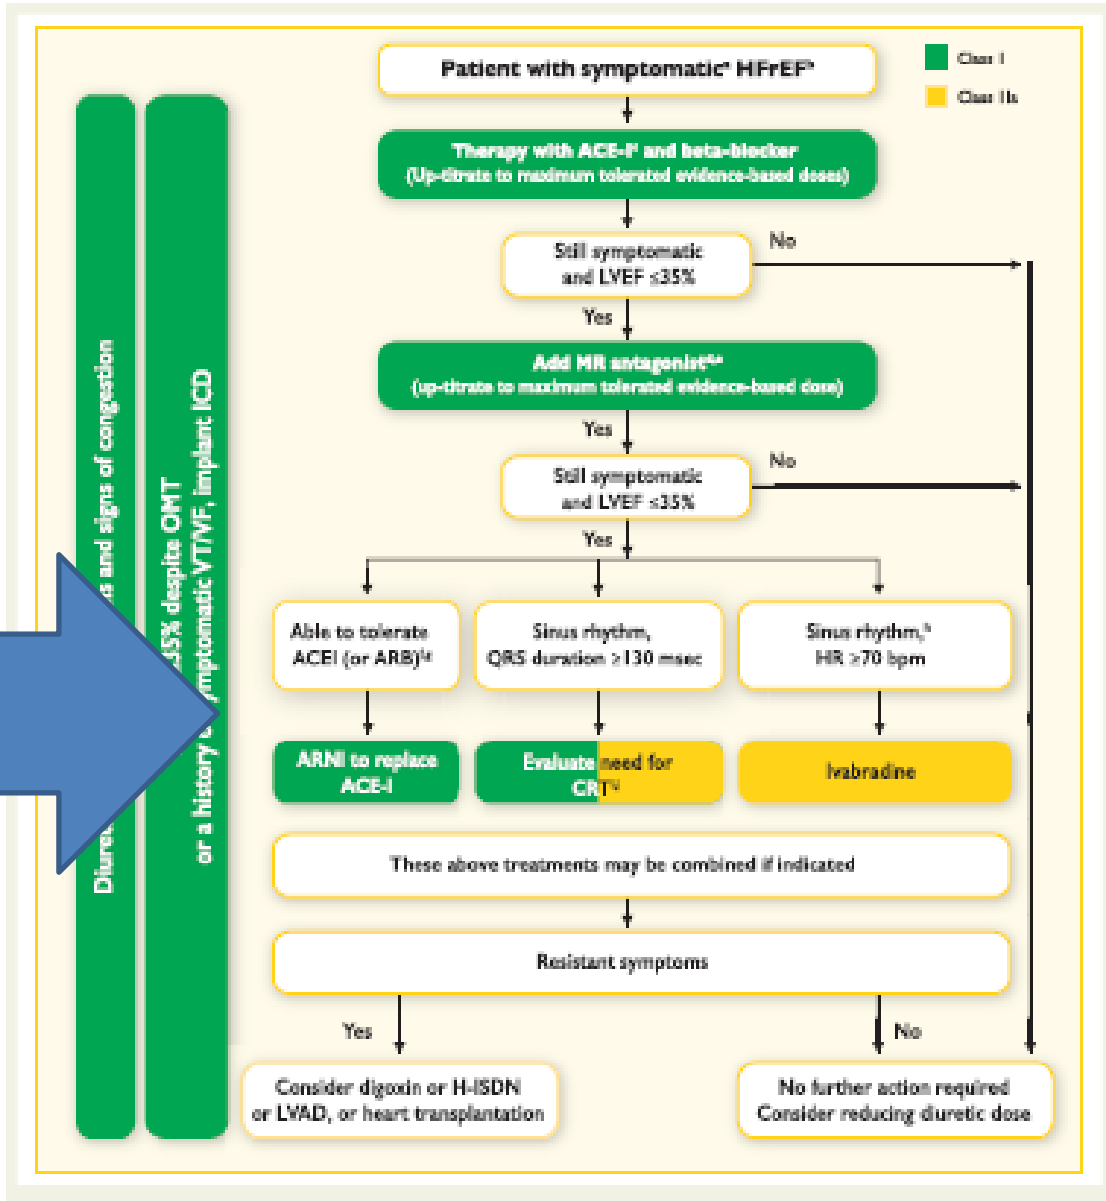 Patient with symptomatic HFrEF
Class I
Class IIa
Therapy with ACE-I and beta-blocker
(Up-titrate to maximum tolerated evidence-based doses)
Still symptomatic
and LVEF ≤35%
No
Yes
Add MR antagonist
(up-titrate to maximum tolerated evidence-based dose)
Yes
Still symptomatic
and LVEF ≤35%
No
Yes
Able to tolerate
ACEI (or ARB)
Sinus rhythm,
QRS duration ≥130 msec
Sinus rhythm,
HR ≥70 bpm
ARNI to replace
ACE-I
Evaluate need for
CRT
Ivabradine
These above treatments may be combined if indicated
Resistant symptoms
Yes
No
Consider digoxin or H-ISDN
or LVAD, or heart transplantation
No further action required
Consider reducing diuretic dose
and signs of congestion
despite OMT
or a history symptomatic VT/VF, implant ICD